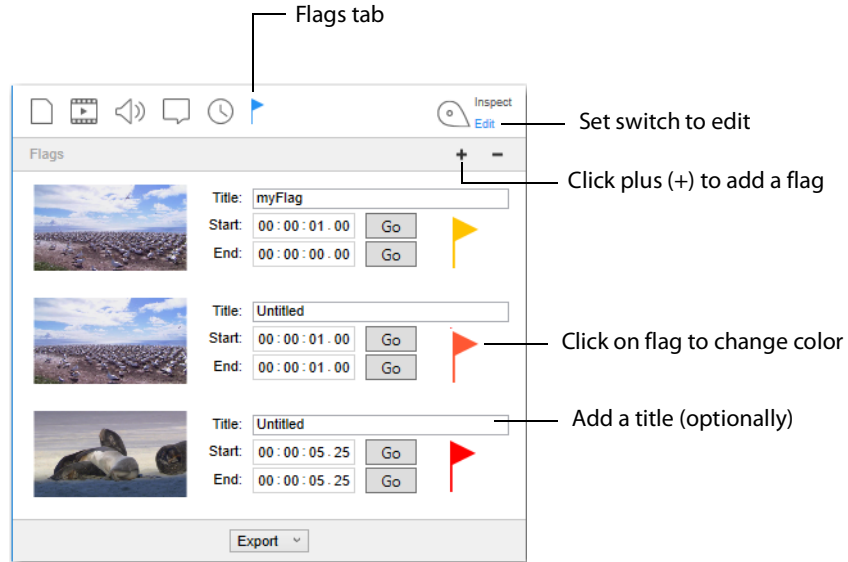 Flags tab
Inspect
Edit
Set switch to edit
Flags
+ -
Click plus (+) to add a flag
Title: myFlag
Start: 00:00:01.00 Go
End: 00:00:00.00 Go
Title: Untitled
Start: 00:00:01.00 Go
End: 00:00:01.00 Go
Click on flag to change color
Title: Untitled
Add a title (optionally)
Start: 00:00:05.25 Go
End: 00:00:05.25 Go
Export